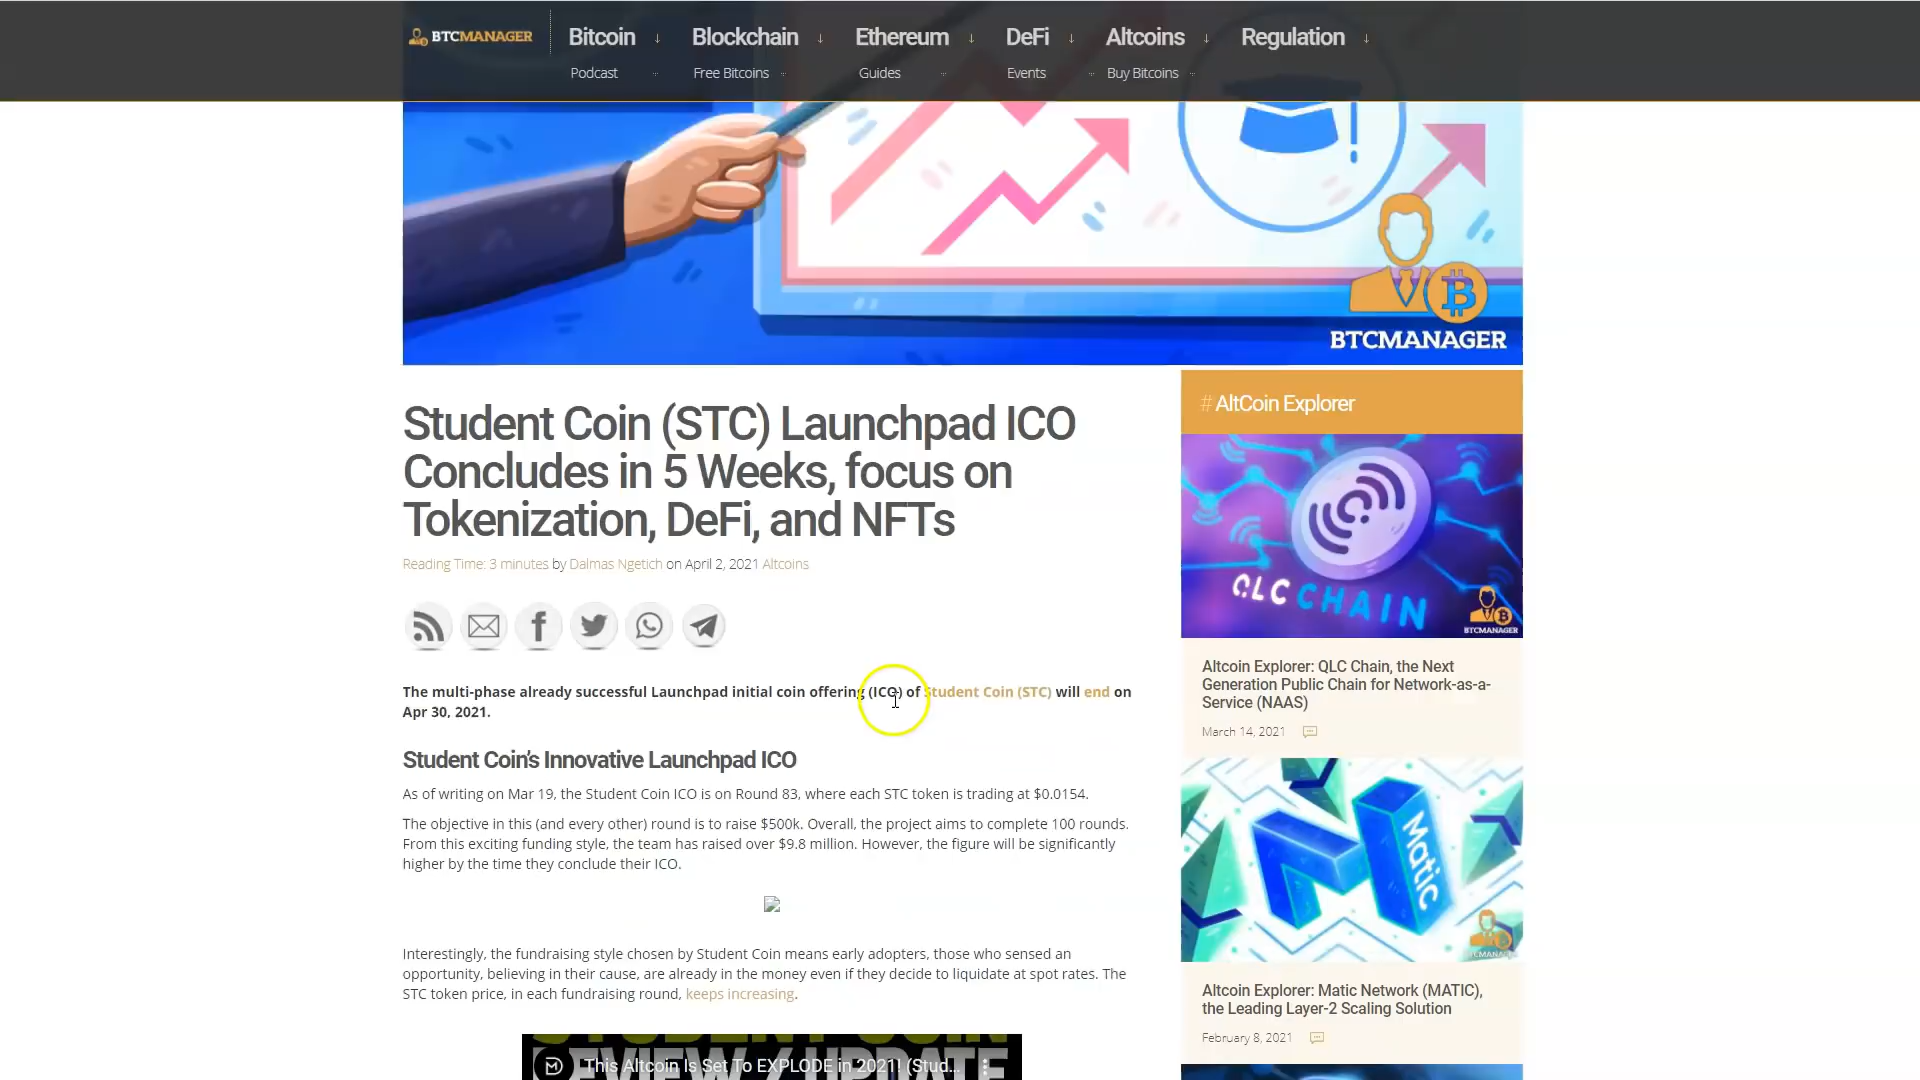 BTCMANAGER
Bitcoin ↓ Blockchain ↓ Ethereum ↓ DeFi ↓ Altcoins ↓ Regulation ↓
Podcast Free Bitcoins Guides Events Buy Bitcoins
BTCMANAGER
Student Coin (STC) Launchpad ICO
Concludes in 5 Weeks, focus on
Tokenization, DeFi, and NFTs
Reading Time: 3 minutes by Dalmas Ngetich on April 2, 2021 Altcoins
The multi-phase already successful Launchpad initial coin offering (ICO) of Student Coin (STC) will end on
Apr 30, 2021.
Student Coin's Innovative Launchpad ICO
As of writing on Mar 19, the Student Coin ICO is on Round 83, where each STC token is trading at $0.0154.
The objective in this (and every other) round is to raise $500k. Overall, the project aims to complete 100 rounds.
From this exciting funding style, the team has raised over $9.8 million. However, the figure will be significantly
higher by the time they conclude their ICO.
Interestingly, the fundraising style chosen by Student Coin means early adopters, those who sensed an
opportunity, believing in their cause, are already in the money even if they decide to liquidate at spot rates. The
STC token price, in each fundraising round, keeps increasing.
This Altcoin Is Set To EXPLODE in 2021! (Stud...
# AltCoin Explorer
QLC CHAIN
BTCMANAGER
Altcoin Explorer: QLC Chain, the Next
Generation Public Chain for Network-as-a-
Service (NAAS)
March 14, 2021
Matic
Altcoin Explorer: Matic Network (MATIC),
the Leading Layer-2 Scaling Solution
February 8, 2021